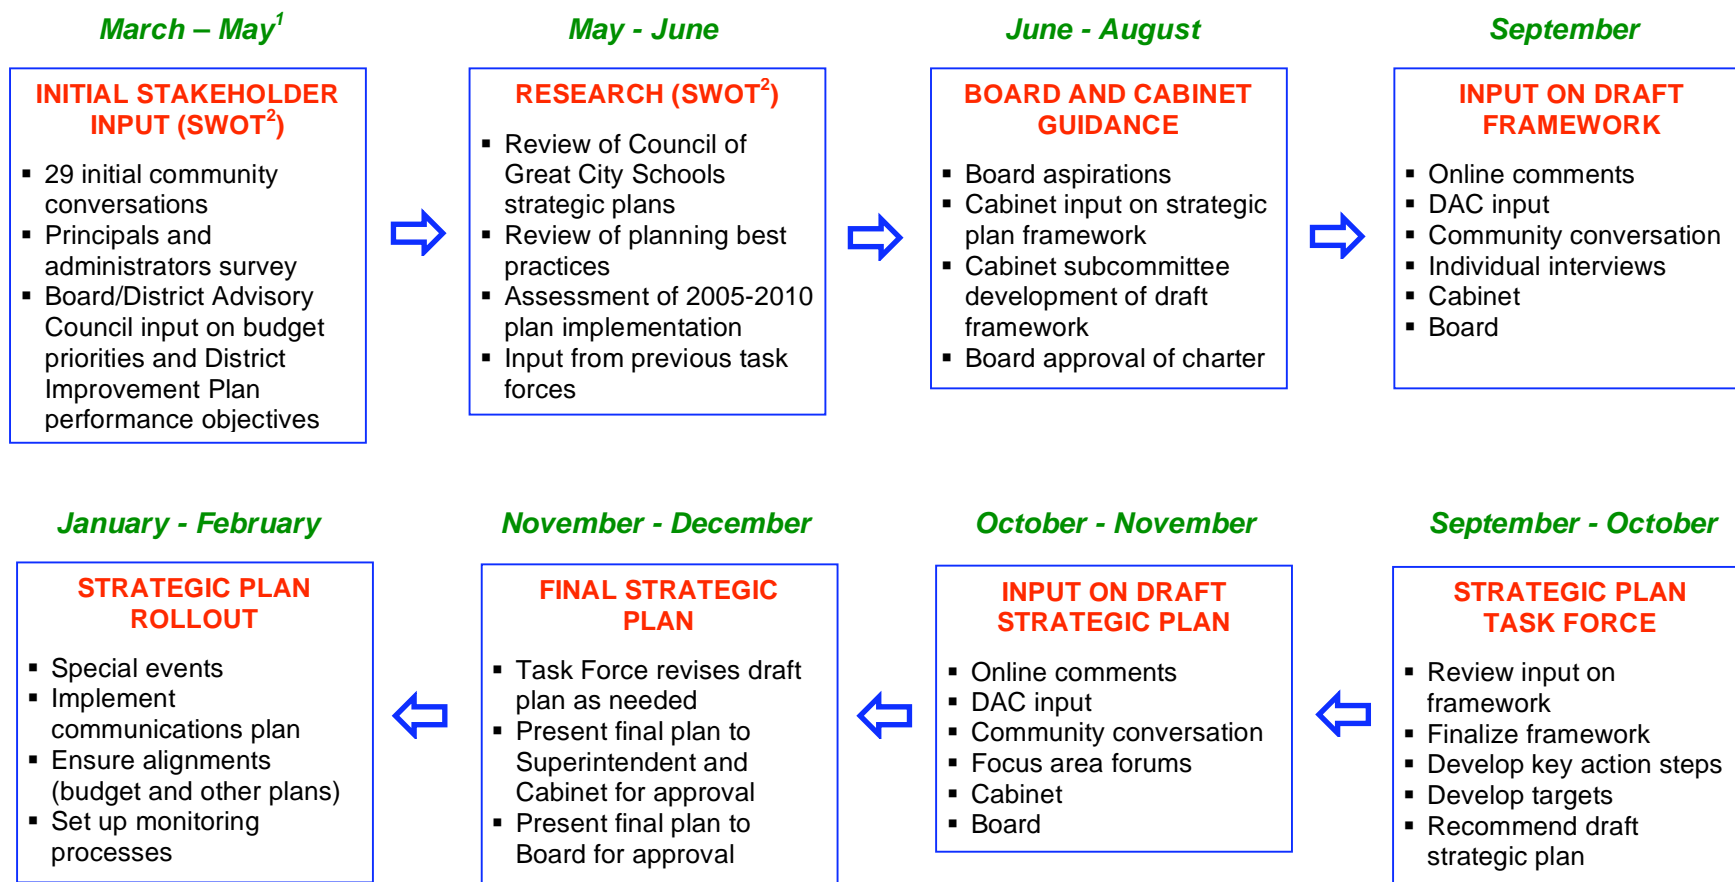 March – May1
INITIAL STAKEHOLDER
INPUT (SWOT2)
▪ 29 initial community
conversations
▪ Principals and
administrators survey
▪ Board/District Advisory
Council input on budget
priorities and District
Improvement Plan
performance objectives
May - June
RESEARCH (SWOT2)
▪ Review of Council of
Great City Schools
strategic plans
▪ Review of planning best
practices
▪ Assessment of 2005-2010
plan implementation
▪ Input from previous task
forces
June - August
BOARD AND CABINET
GUIDANCE
▪ Board aspirations
▪ Cabinet input on strategic
plan framework
▪ Cabinet subcommittee
development of draft
framework
▪ Board approval of charter
September
INPUT ON DRAFT
FRAMEWORK
▪ Online comments
▪ DAC input
▪ Community conversation
▪ Individual interviews
▪ Cabinet
▪ Board
September - October
STRATEGIC PLAN
TASK FORCE
▪ Review input on
framework
▪ Finalize framework
▪ Develop key action steps
▪ Develop targets
▪ Recommend draft
strategic plan
October - November
INPUT ON DRAFT
STRATEGIC PLAN
▪ Online comments
▪ DAC input
▪ Community conversation
▪ Focus area forums
▪ Cabinet
▪ Board
November - December
FINAL STRATEGIC
PLAN
▪ Task Force revises draft
plan as needed
▪ Present final plan to
Superintendent and
Cabinet for approval
▪ Present final plan to
Board for approval
January - February
STRATEGIC PLAN
ROLLOUT
▪ Special events
▪ Implement
communications plan
▪ Ensure alignments
(budget and other plans)
▪ Set up monitoring
processes